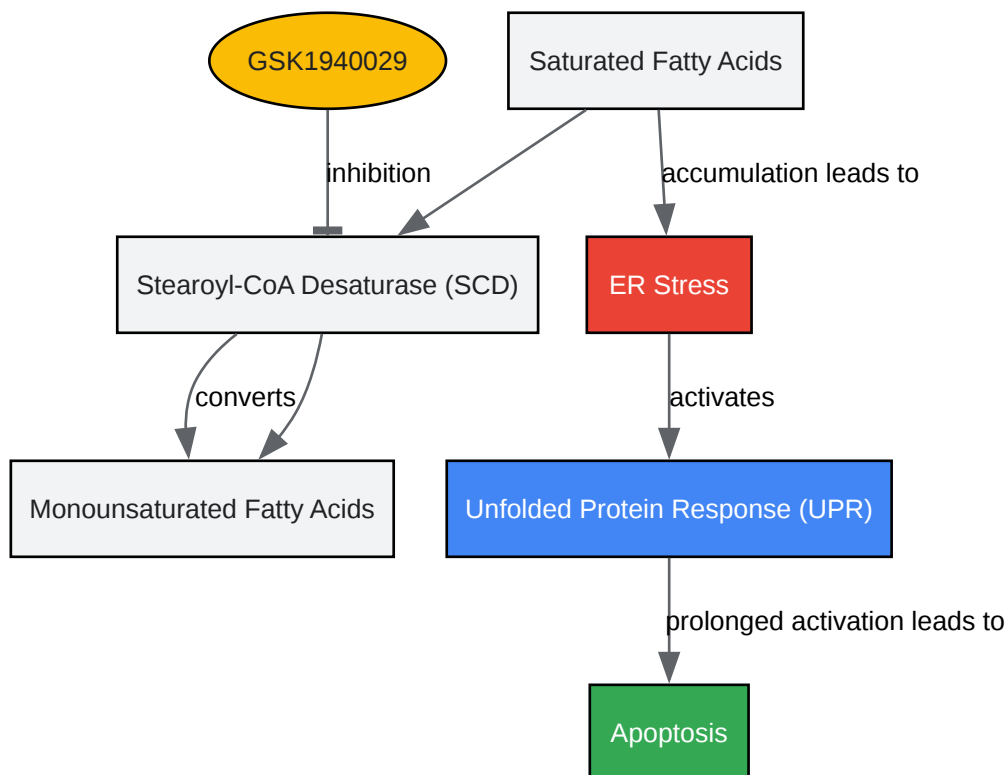 GSK1940029
Saturated Fatty Acids
inhibition
accumulation leads to
Stearoyl-CoA Desaturase (SCD)
ER Stress
converts
activates
Monounsaturated Fatty Acids
Unfolded Protein Response (UPR)
prolonged activation leads to
Apoptosis